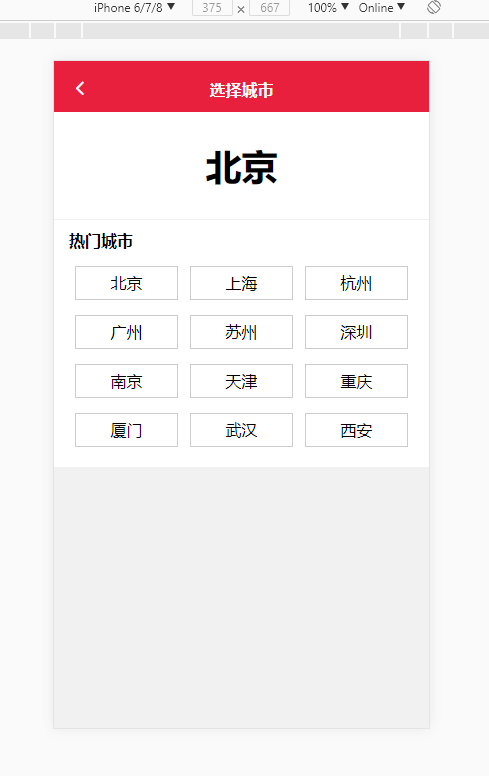 iPhone 6/7/8 ▼ 375 × 667 100% ▼ Online ▼
选择城市
北京
热门城市
北京 上海 杭州
广州 苏州 深圳
南京 天津 重庆
厦门 武汉 西安